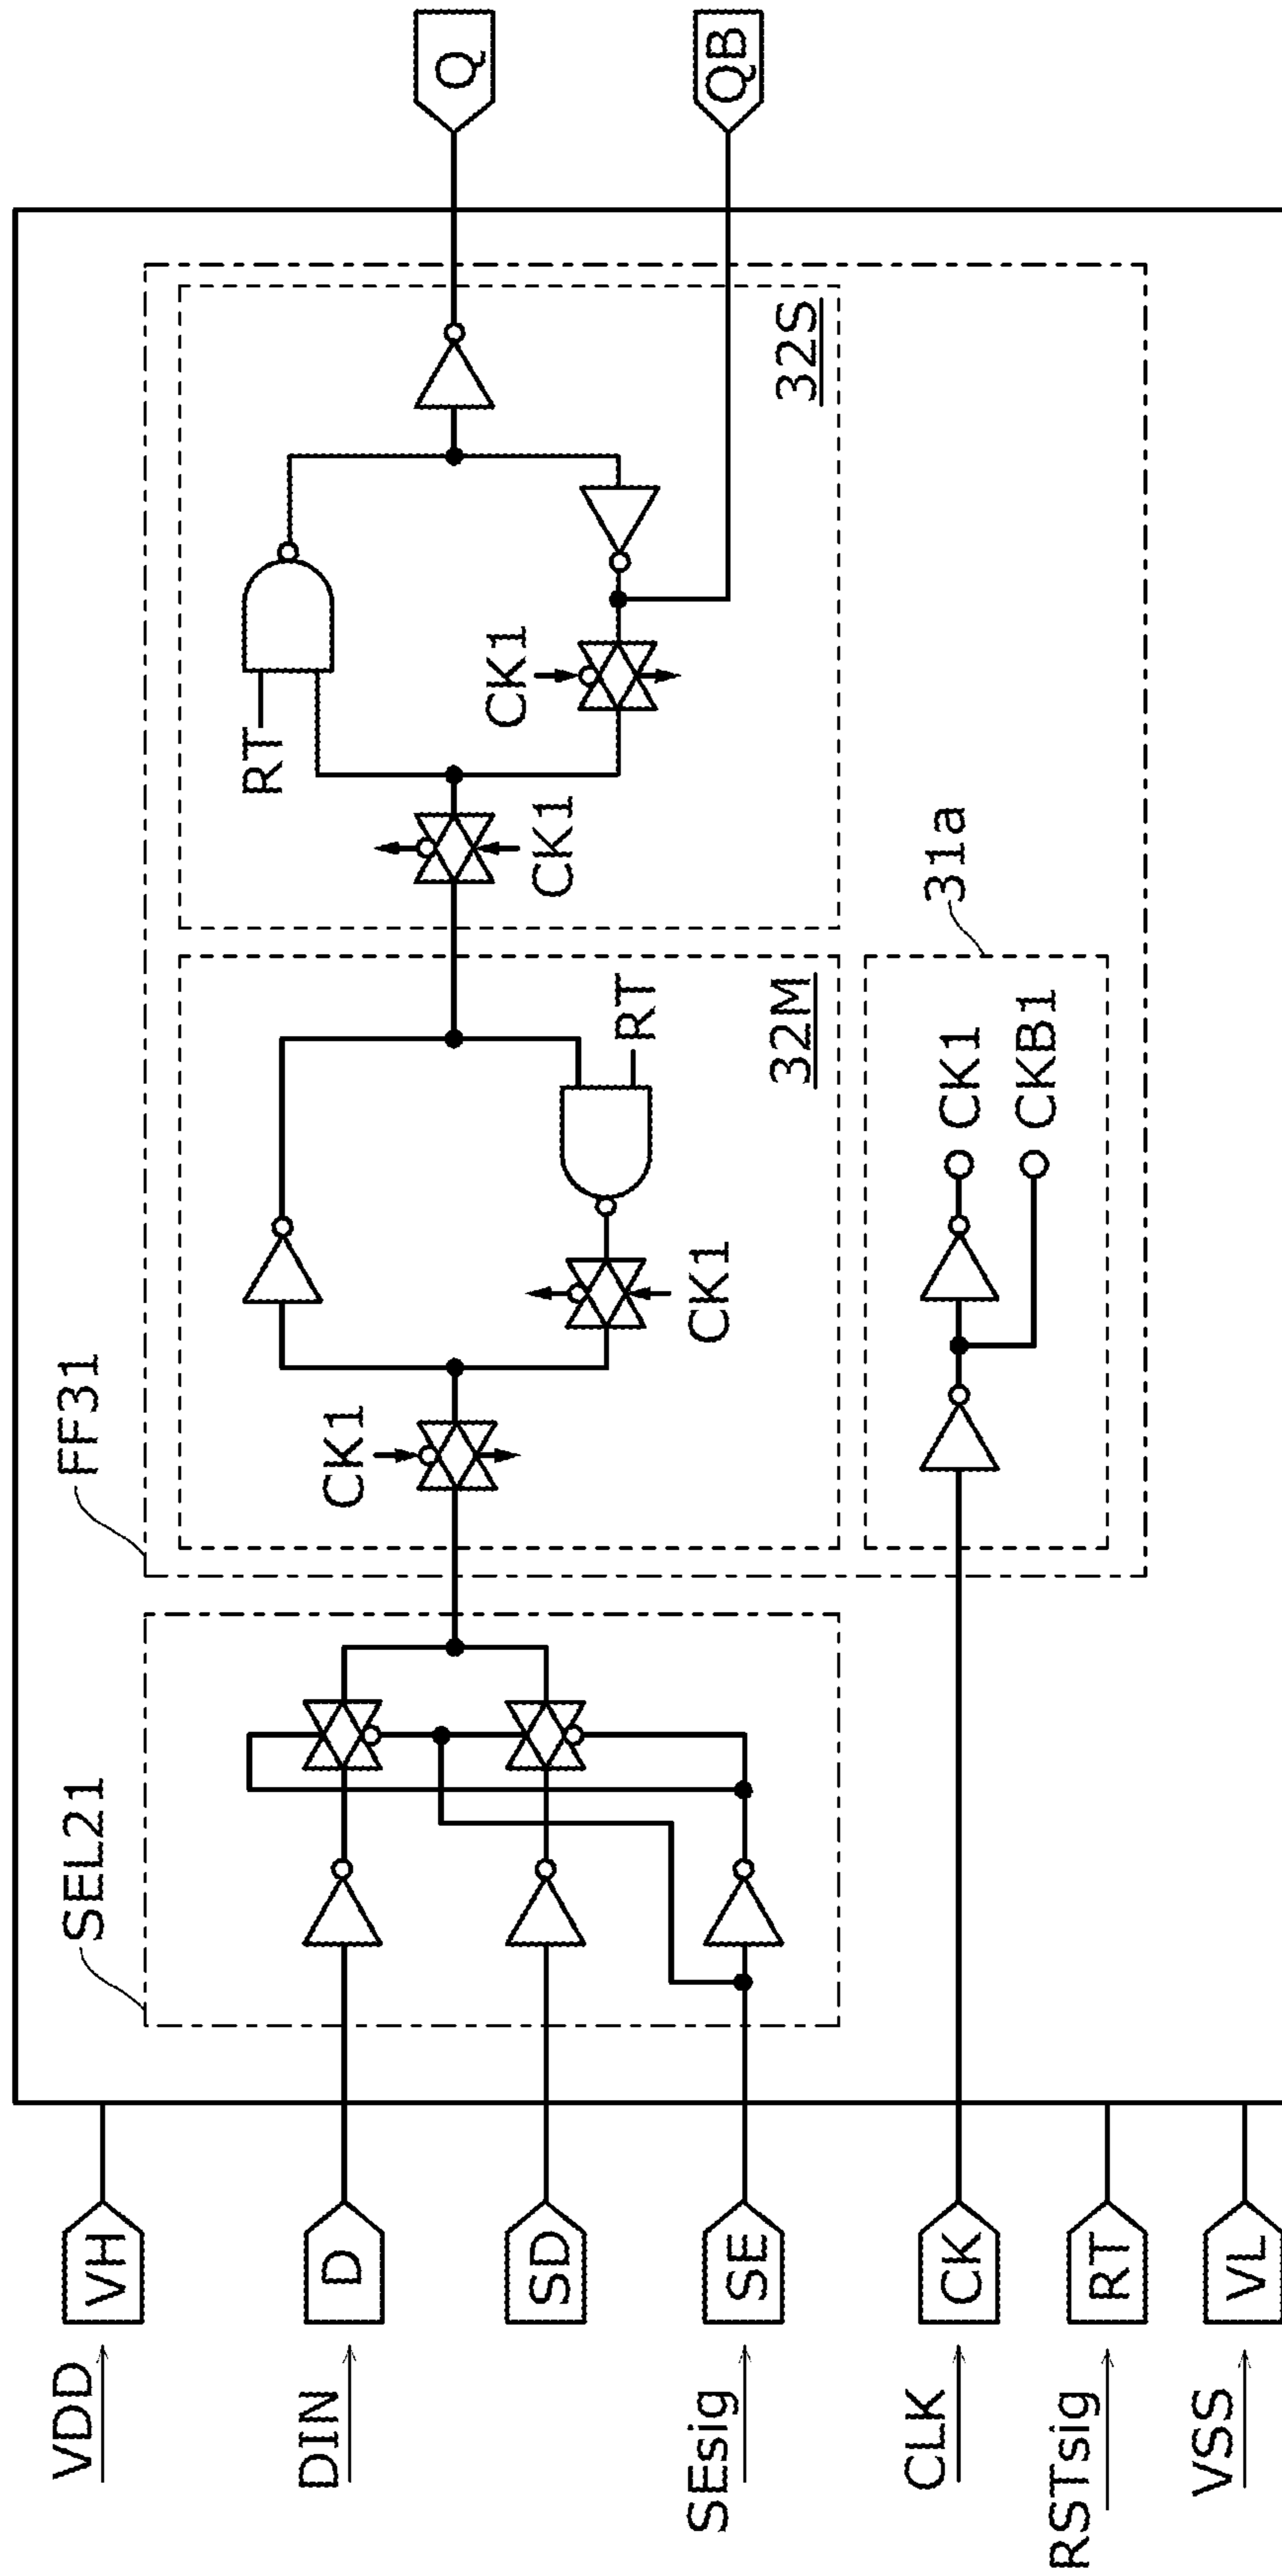 SEL21
FF31
VDD
VH
DIN
D
SD
SEsig
SE
CLK
CK
RSTsig
RT
VSS
VL
CK1
CK1
RT
32M
CK1
RT
CK1
32S
31a
CK1
CKB1
Q
QB